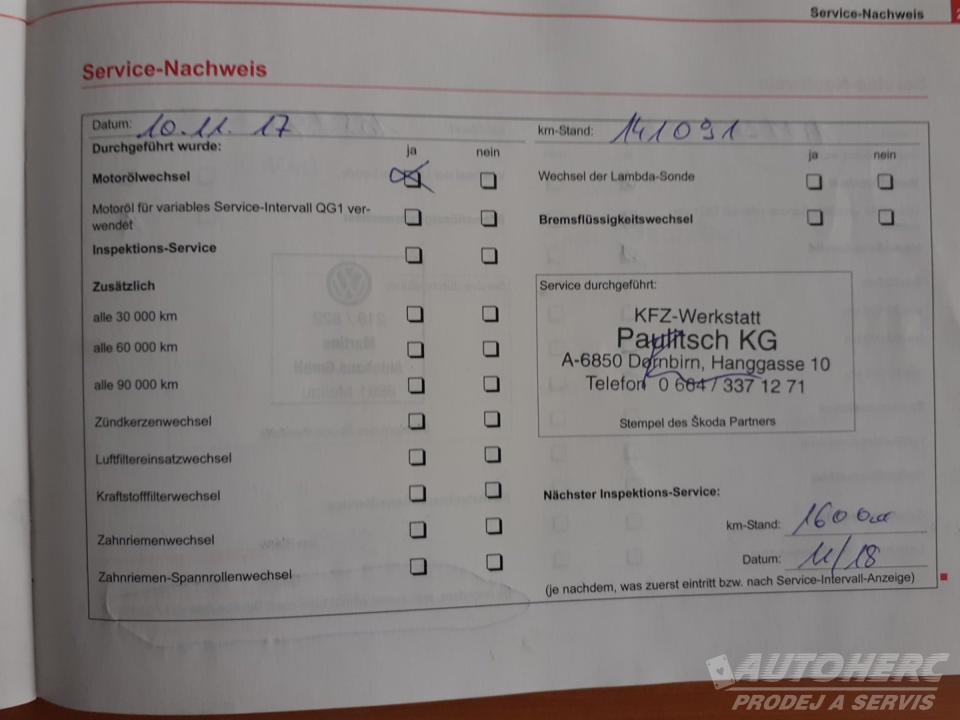 Service-Nachweis
Service-Nachweis
Datum: 10.11.17
km-Stand: 141091
Durchgeführt wurde: ja nein
ja nein
Motorölwechsel
Wechsel der Lambda-Sonde
Motoröl für variables Service-Intervall QG1 ver-
wendet
Bremsflüssigkeitswechsel
Inspektions-Service
Zusätzlich
alle 30 000 km
alle 60 000 km
alle 90 000 km
Zündkerzenwechsel
Luftfiltereinsatzwechsel
Kraftstofffilterwechsel
Zahnriemenwechsel
Zahnriemen-Spannrollenwechsel
Service durchgeführt:
KFZ-Werkstatt
Paulitsch KG
A-6850 Dornbirn, Hanggasse 10
Telefon 0 664 / 337 12 71
Stempel des Škoda Partners
Nächster Inspektions-Service:
km-Stand:
Datum: 11/18
(je nachdem, was zuerst eintritt bzw. nach Service-Intervall-Anzeige)
AUTOHERC
PRODEJ A SERVIS